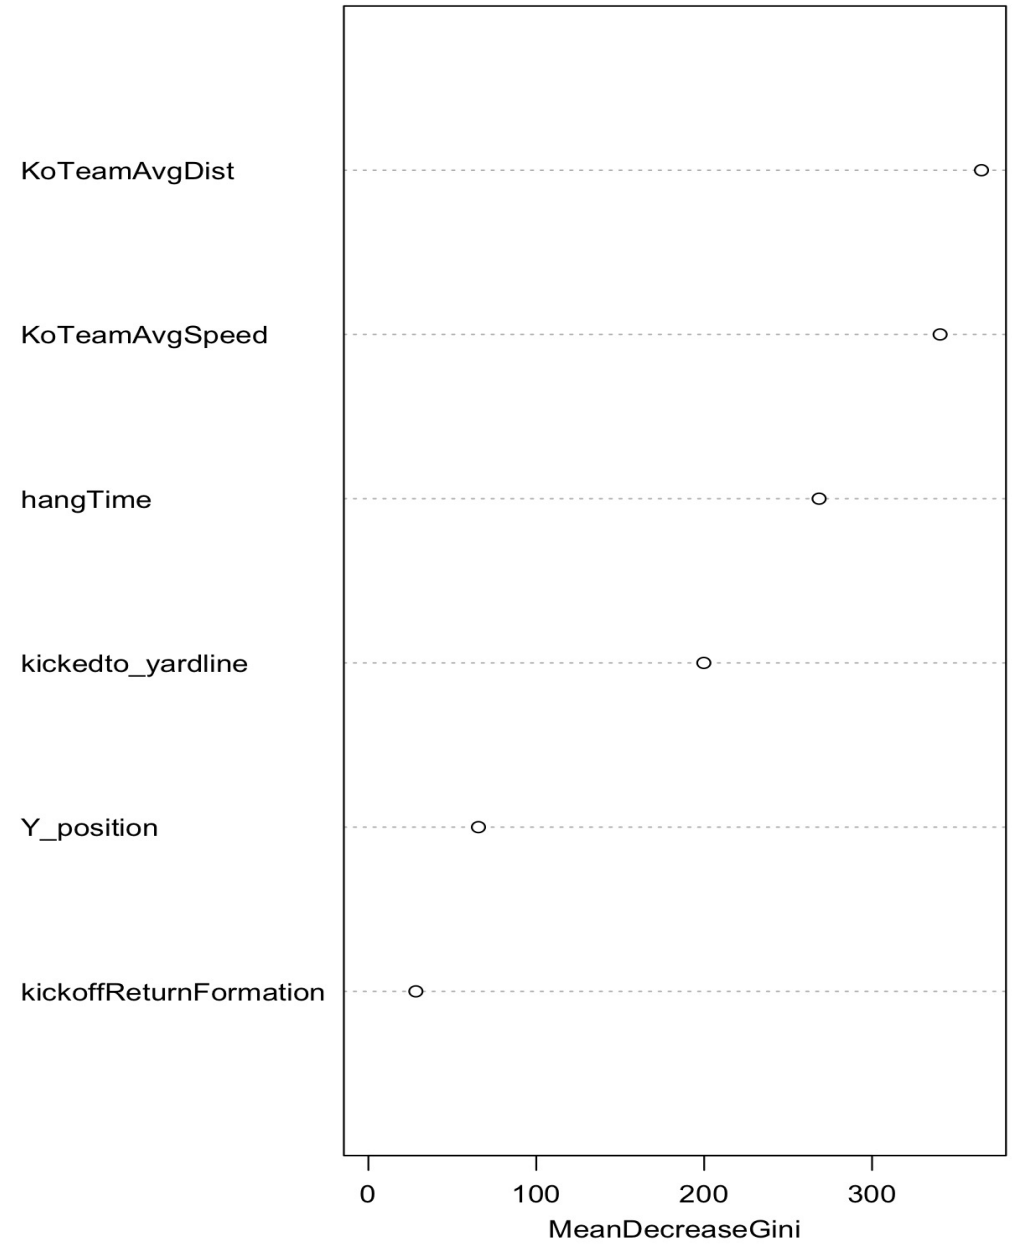 KoTeamAvgDist
KoTeamAvgSpeed
hangTime
kickedto_yardline
Y_position
kickoffReturnFormation
0 100 200 300
MeanDecreaseGini